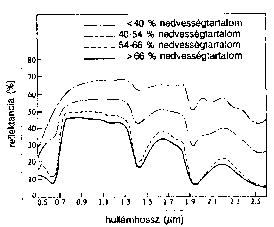 <40 % nedvességtartalom
40-54 % nedvességtartalom
54-66 % nedvességtartalom
>66 % nedvességtartalom
reflektancia (%)
80
70
60
50
40
30
20
10
0
0.5 0.7 0.9 1.1 1.3 1.5 1.7 1.9 2.1 2.3 2.5
hullámhossz (μm)